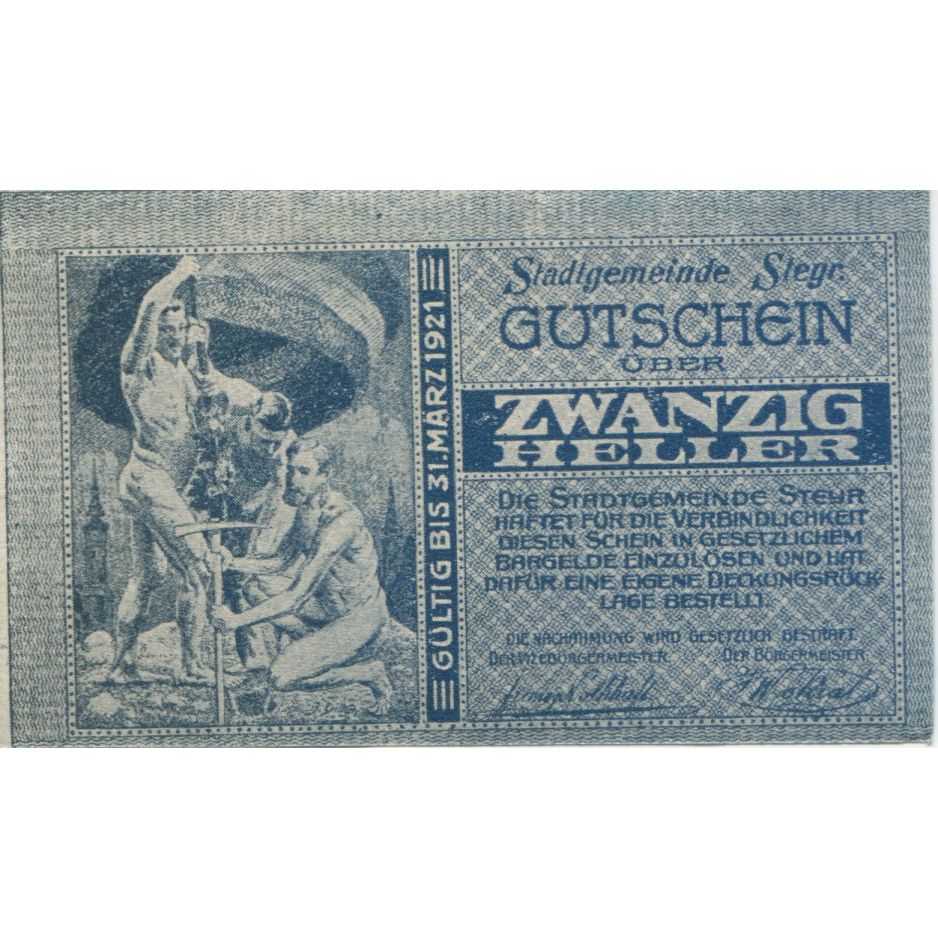 GÜLTIG BIS 31. MÄRZ 1921
Stadtgemeinde Steyr.
GUTSCHEIN
ÜBER
ZWANZIG
HELLER
DIE STADTGEMEINDE STEYR
HAFTET FÜR DIE VERBINDLICHKEIT
DIESEN SCHEIN IN GESETZLICHEM
BARGELDE EINZULÖSEN UND HAT
DAFÜR EINE EIGENE DECKUNGSRÜCK-
LAGE BESTELLT.
DIE NACHAHMUNG WIRD GESETZLICH BESTRAFT.
DER VIZEBÜRGERMEISTER. DER BÜRGERMEISTER.